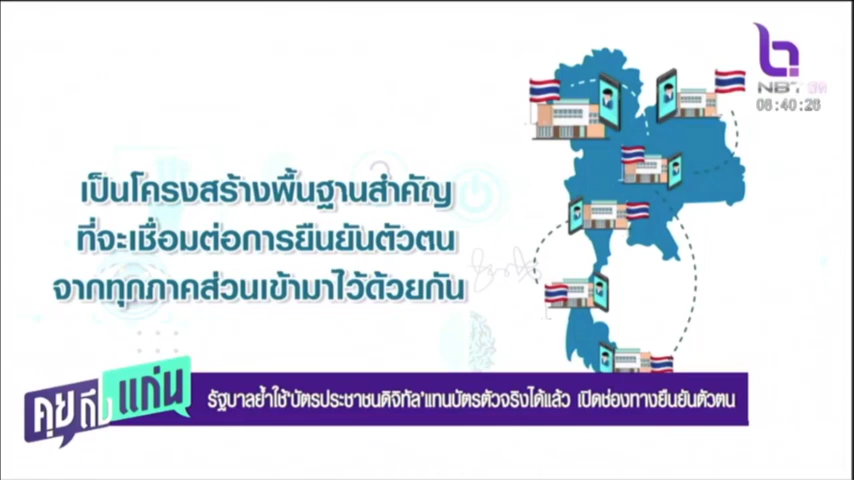 NBT
08:40:26
เป็นโครงสร้างพื้นฐานสำคัญ
ที่จะเชื่อมต่อการยืนยันตัวตน
จากทุกภาคส่วนเข้ามาไว้ด้วยกัน
คุยถึงแก่น
รัฐบาลย้ำใช้'บัตรประชาชนดิจิทัล'แทนบัตรตัวจริงได้แล้ว เปิดช่องทางยืนยันตัวตน